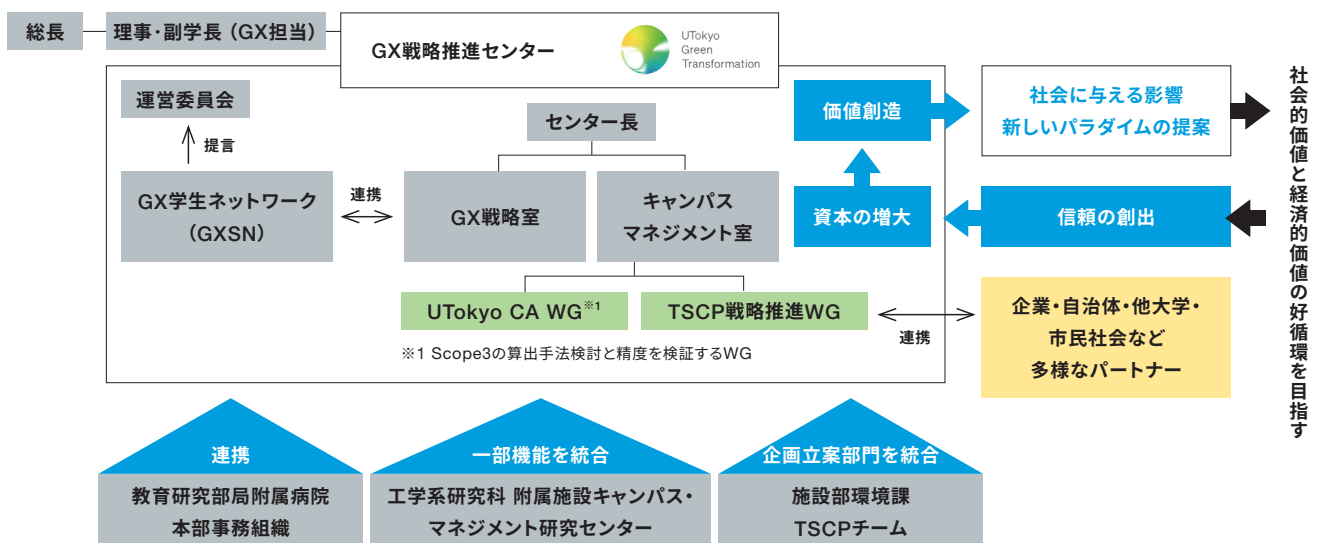 総長
理事・副学長（GX担当）
GX戦略推進センター
UTokyo
Green
Transformation
運営委員会
提言
GX学生ネットワーク
（GXSN）
連携
センター長
GX戦略室
キャンパス
マネジメント室
UTokyo CA WG※1
TSCP戦略推進WG
※1 Scope3の算出手法検討と精度を検証するWG
価値創造
資本の増大
社会に与える影響
新しいパラダイムの提案
信頼の創出
連携
企業・自治体・他大学・
市民社会など
多様なパートナー
社会的価値と経済的価値の好循環を目指す
連携
教育研究部局附属病院
本部事務組織
一部機能を統合
工学系研究科 附属施設キャンパス・
マネジメント研究センター
企画立案部門を統合
施設部環境課
TSCPチーム